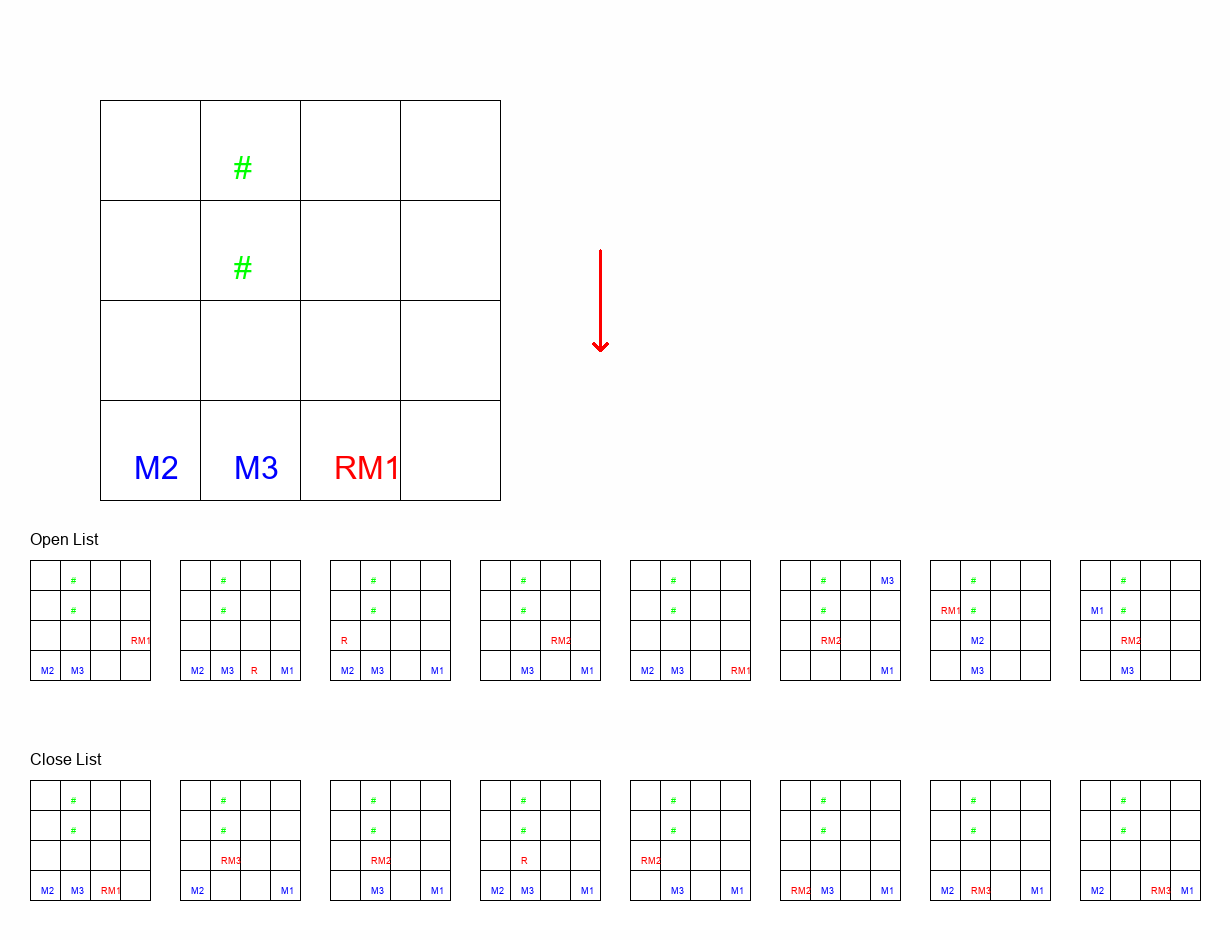 #
#
M2 M3 RM1
Open List
# # # # # # M3 # #
# # # # # # RM1 # M1 #
RM1 R RM2 RM2 M2 RM2
M2 M3 M2 M3 R M1 M2 M3 M1 M3 M1 M2 M3 RM1 M1 M3 M3
Close List
# # # # # # # #
# # # # # # # #
RM3 RM2 R RM2
M2 M3 RM1 M2 M1 M3 M1 M2 M3 M1 M3 M1 RM2 M3 M1 M2 RM3 M1 M2 RM3 M1